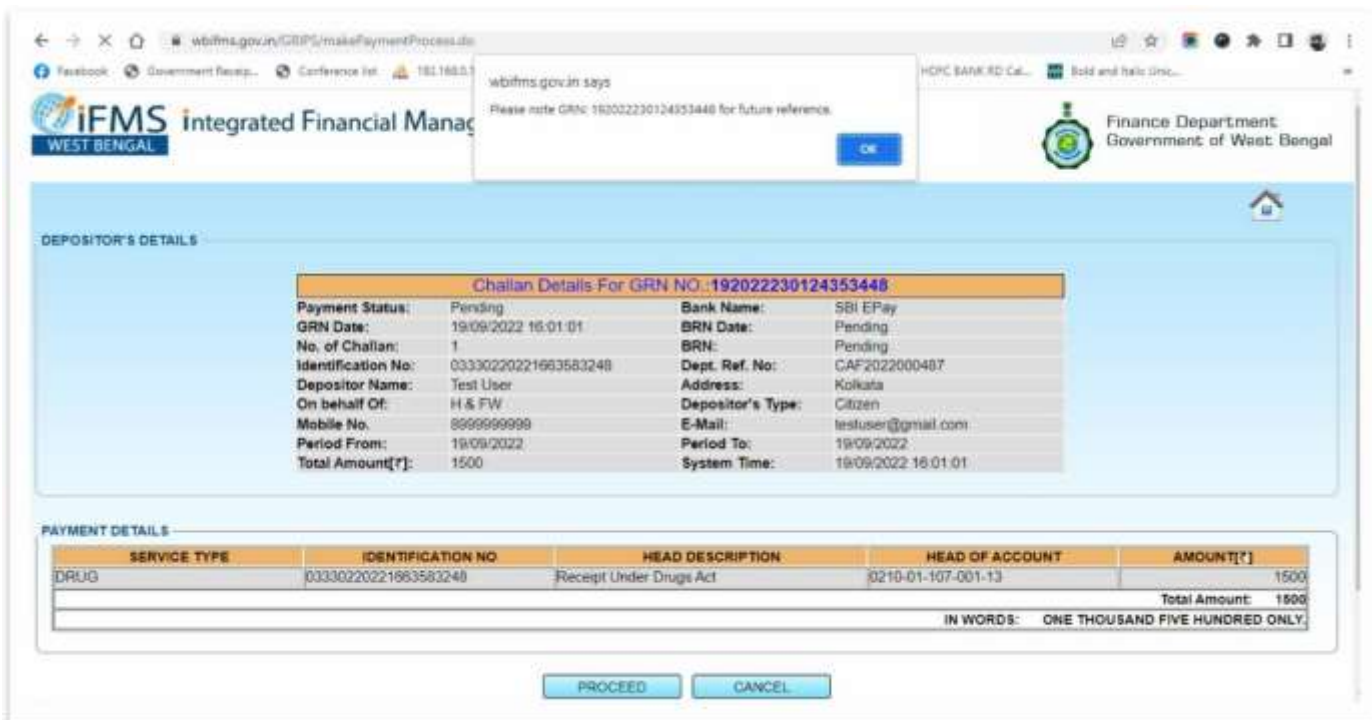 wbifms.gov.in/GRIPS/makePaymentProcess.do
Facebook Government Receip... Conference list HDFC BANK RD Cal... Bold and Italic Unic...
wbifms.gov.in says
Please note GRN: 192022230124353448 for future reference.
OK
iFMS integrated Financial Manag
WEST BENGAL
Finance Department
Government of West Bengal
DEPOSITOR'S DETAILS
Challan Details For GRN NO.:192022230124353448
Payment Status: Pending Bank Name: SBI EPay
GRN Date: 19/09/2022 16:01:01 BRN Date: Pending
No. of Challan: 1 BRN: Pending
Identification No: 03330220221663583248 Dept. Ref. No: CAF2022000487
Depositor Name: Test User Address: Kolkata
On behalf Of: H & FW Depositor's Type: Citizen
Mobile No. 8999999999 E-Mail: testuser@gmail.com
Period From: 19/09/2022 Period To: 19/09/2022
Total Amount[₹]: 1500 System Time: 19/09/2022 16:01:01
PAYMENT DETAILS
SERVICE TYPE IDENTIFICATION NO HEAD DESCRIPTION HEAD OF ACCOUNT AMOUNT[₹]
DRUG 03330220221663583248 Receipt Under Drugs Act 0210-01-107-001-13 1500
Total Amount: 1500
IN WORDS: ONE THOUSAND FIVE HUNDRED ONLY.
PROCEED CANCEL